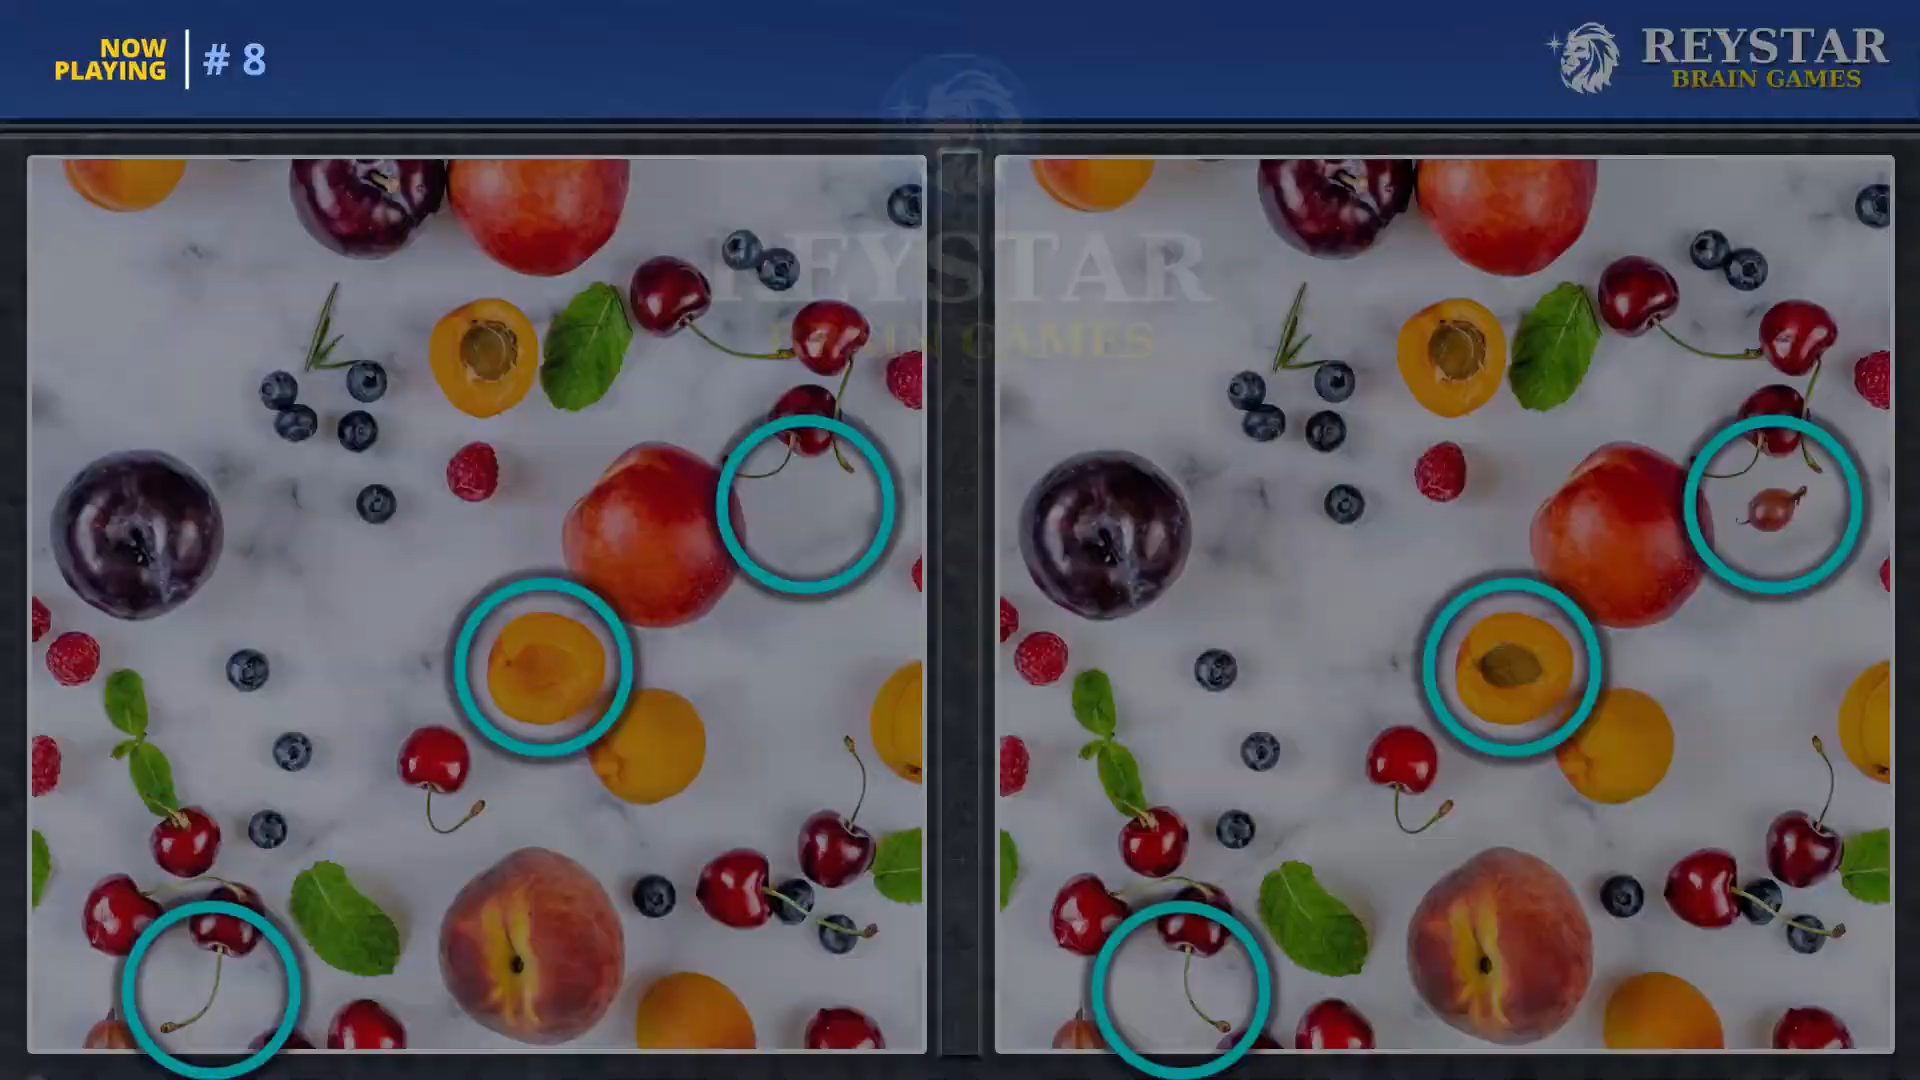 NOW
PLAYING
# 8
REYSTAR
BRAIN GAMES
REYSTAR
BRAIN GAMES